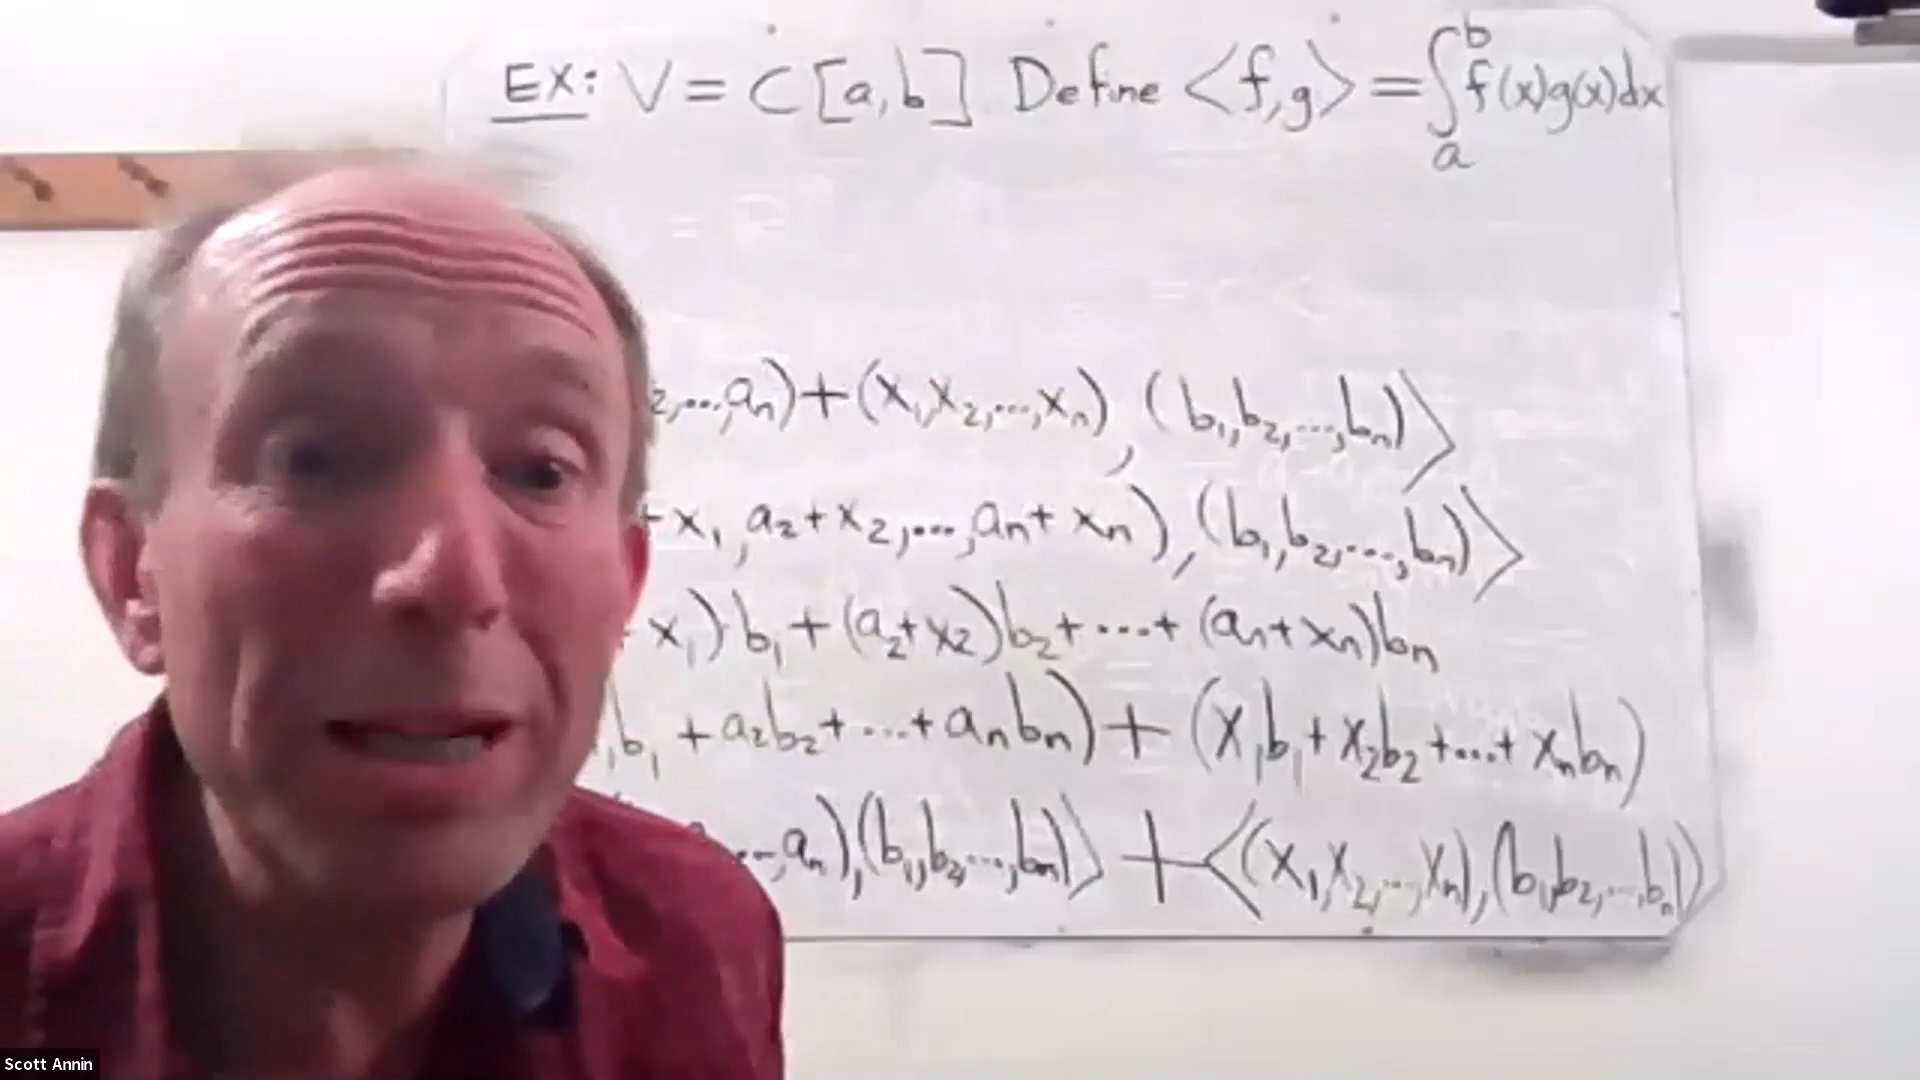 EX: V = C [a,b] Define <f,g> = ∫_a^b f(x)g(x)dx
₂,...,aₙ)+(x₁,x₂,...,xₙ), (b₁,b₂,...,bₙ)>
+x₁, a₂+x₂,..., aₙ+xₙ), (b₁,b₂,...,bₙ)>
x₁)b₁+(a₂+x₂)b₂+...+(aₙ+xₙ)bₙ
b₁+a₂b₂+...+aₙbₙ)+(x₁b₁+x₂b₂+...+xₙbₙ)
...,aₙ),(b₁,b₂,...,bₙ)> + <(x₁,x₂,...,xₙ),(b₁,b₂,...,bₙ)>
Scott Annin